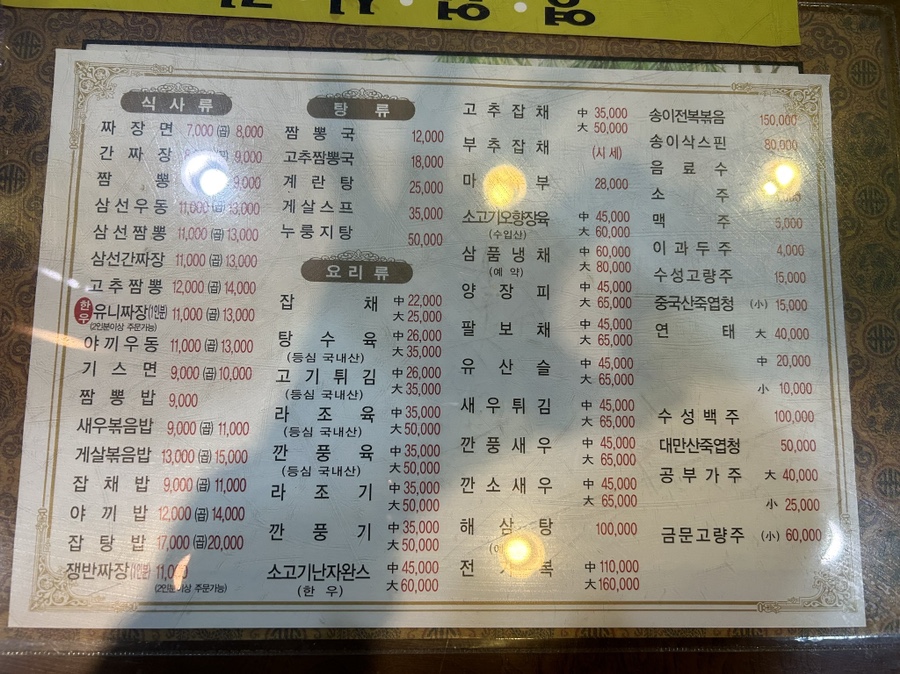 식사류
짜장면 7,000 (곱) 8,000
간짜장 9,000
짬뽕 9,000
삼선우동 11,000 (곱) 13,000
삼선짬뽕 11,000 (곱) 13,000
삼선간짜장 11,000 (곱) 13,000
고추짬뽕 12,000 (곱) 14,000
한우 유니짜장(1인분) 11,000 (곱) 13,000
(2인분이상 주문가능)
야끼우동 11,000 (곱) 13,000
기스면 9,000 (곱) 10,000
짬뽕밥 9,000
새우볶음밥 9,000 (곱) 11,000
게살볶음밥 13,000 (곱) 15,000
잡채밥 9,000 (곱) 11,000
야끼밥 12,000 (곱) 14,000
잡탕밥 17,000 (곱) 20,000
쟁반짜장(1인분) 11,000
(2인분이상 주문가능)
탕류
짬뽕국 12,000
고추짬뽕국 18,000
계란탕 25,000
게살스프 35,000
누룽지탕 50,000
요리류
잡채 中 22,000
大 25,000
탕수육 中 26,000
(등심 국내산) 大 35,000
고기튀김 中 26,000
(등심 국내산) 大 35,000
라조육 中 35,000
(등심 국내산) 大 50,000
깐풍육 中 35,000
(등심 국내산) 大 50,000
라조기 中 35,000
大 50,000
깐풍기 中 35,000
大 50,000
소고기난자완스 中 45,000
(한우) 大 60,000
고추잡채 中 35,000
大 50,000
부추잡채 (시세)
마 부 28,000
소고기오향장육 中 45,000
(수입산) 大 60,000
삼품냉채 中 60,000
(예약) 大 80,000
양장피 中 45,000
大 65,000
팔보채 中 45,000
大 65,000
유산슬 中 45,000
大 65,000
새우튀김 中 45,000
大 65,000
깐풍새우 中 45,000
大 65,000
깐소새우 中 45,000
大 65,000
해삼탕 100,000
전 복 中 110,000
大 160,000
송이전복볶음 150,000
송이삭스핀 80,000
음료수
소주
맥주 5,000
이과두주 4,000
수성고량주 15,000
중국산죽엽청 (小) 15,000
연태 大 40,000
中 20,000
小 10,000
수성백주 100,000
대만산죽엽청 50,000
공부가주 大 40,000
小 25,000
금문고량주 (小) 60,000